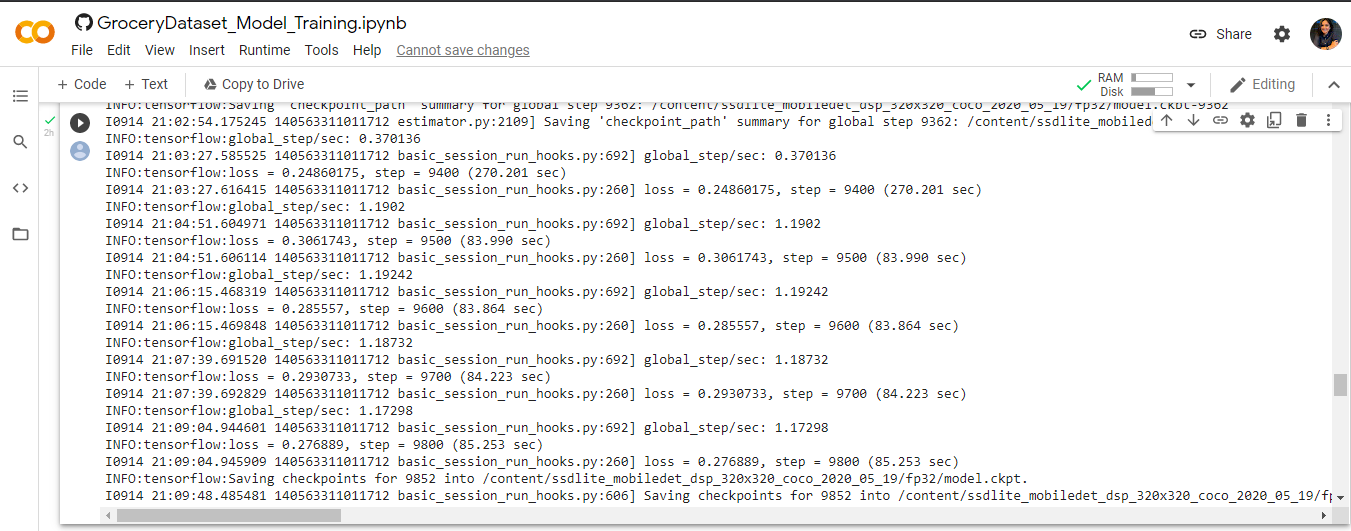 GroceryDataset_Model_Training.ipynb
File Edit View Insert Runtime Tools Help Cannot save changes
Share
+ Code + Text Copy to Drive
RAM
Disk
Editing
2h
INFO:tensorflow:Saving 'checkpoint_path' summary for global step 9362: /content/ssdlite_mobiledet_dsp_320x320_coco_2020_05_19/fp32/model.ckpt-9362
I0914 21:02:54.175245 140563311011712 estimator.py:2109] Saving 'checkpoint_path' summary for global step 9362: /content/ssdlite_mobiled
INFO:tensorflow:global_step/sec: 0.370136
I0914 21:03:27.585525 140563311011712 basic_session_run_hooks.py:692] global_step/sec: 0.370136
INFO:tensorflow:loss = 0.24860175, step = 9400 (270.201 sec)
I0914 21:03:27.616415 140563311011712 basic_session_run_hooks.py:260] loss = 0.24860175, step = 9400 (270.201 sec)
INFO:tensorflow:global_step/sec: 1.1902
I0914 21:04:51.604971 140563311011712 basic_session_run_hooks.py:692] global_step/sec: 1.1902
INFO:tensorflow:loss = 0.3061743, step = 9500 (83.990 sec)
I0914 21:04:51.606114 140563311011712 basic_session_run_hooks.py:260] loss = 0.3061743, step = 9500 (83.990 sec)
INFO:tensorflow:global_step/sec: 1.19242
I0914 21:06:15.468319 140563311011712 basic_session_run_hooks.py:692] global_step/sec: 1.19242
INFO:tensorflow:loss = 0.285557, step = 9600 (83.864 sec)
I0914 21:06:15.469848 140563311011712 basic_session_run_hooks.py:260] loss = 0.285557, step = 9600 (83.864 sec)
INFO:tensorflow:global_step/sec: 1.18732
I0914 21:07:39.691520 140563311011712 basic_session_run_hooks.py:692] global_step/sec: 1.18732
INFO:tensorflow:loss = 0.2930733, step = 9700 (84.223 sec)
I0914 21:07:39.692829 140563311011712 basic_session_run_hooks.py:260] loss = 0.2930733, step = 9700 (84.223 sec)
INFO:tensorflow:global_step/sec: 1.17298
I0914 21:09:04.944601 140563311011712 basic_session_run_hooks.py:692] global_step/sec: 1.17298
INFO:tensorflow:loss = 0.276889, step = 9800 (85.253 sec)
I0914 21:09:04.945909 140563311011712 basic_session_run_hooks.py:260] loss = 0.276889, step = 9800 (85.253 sec)
INFO:tensorflow:Saving checkpoints for 9852 into /content/ssdlite_mobiledet_dsp_320x320_coco_2020_05_19/fp32/model.ckpt.
I0914 21:09:48.485481 140563311011712 basic_session_run_hooks.py:606] Saving checkpoints for 9852 into /content/ssdlite_mobiledet_dsp_320x320_coco_2020_05_19/fp